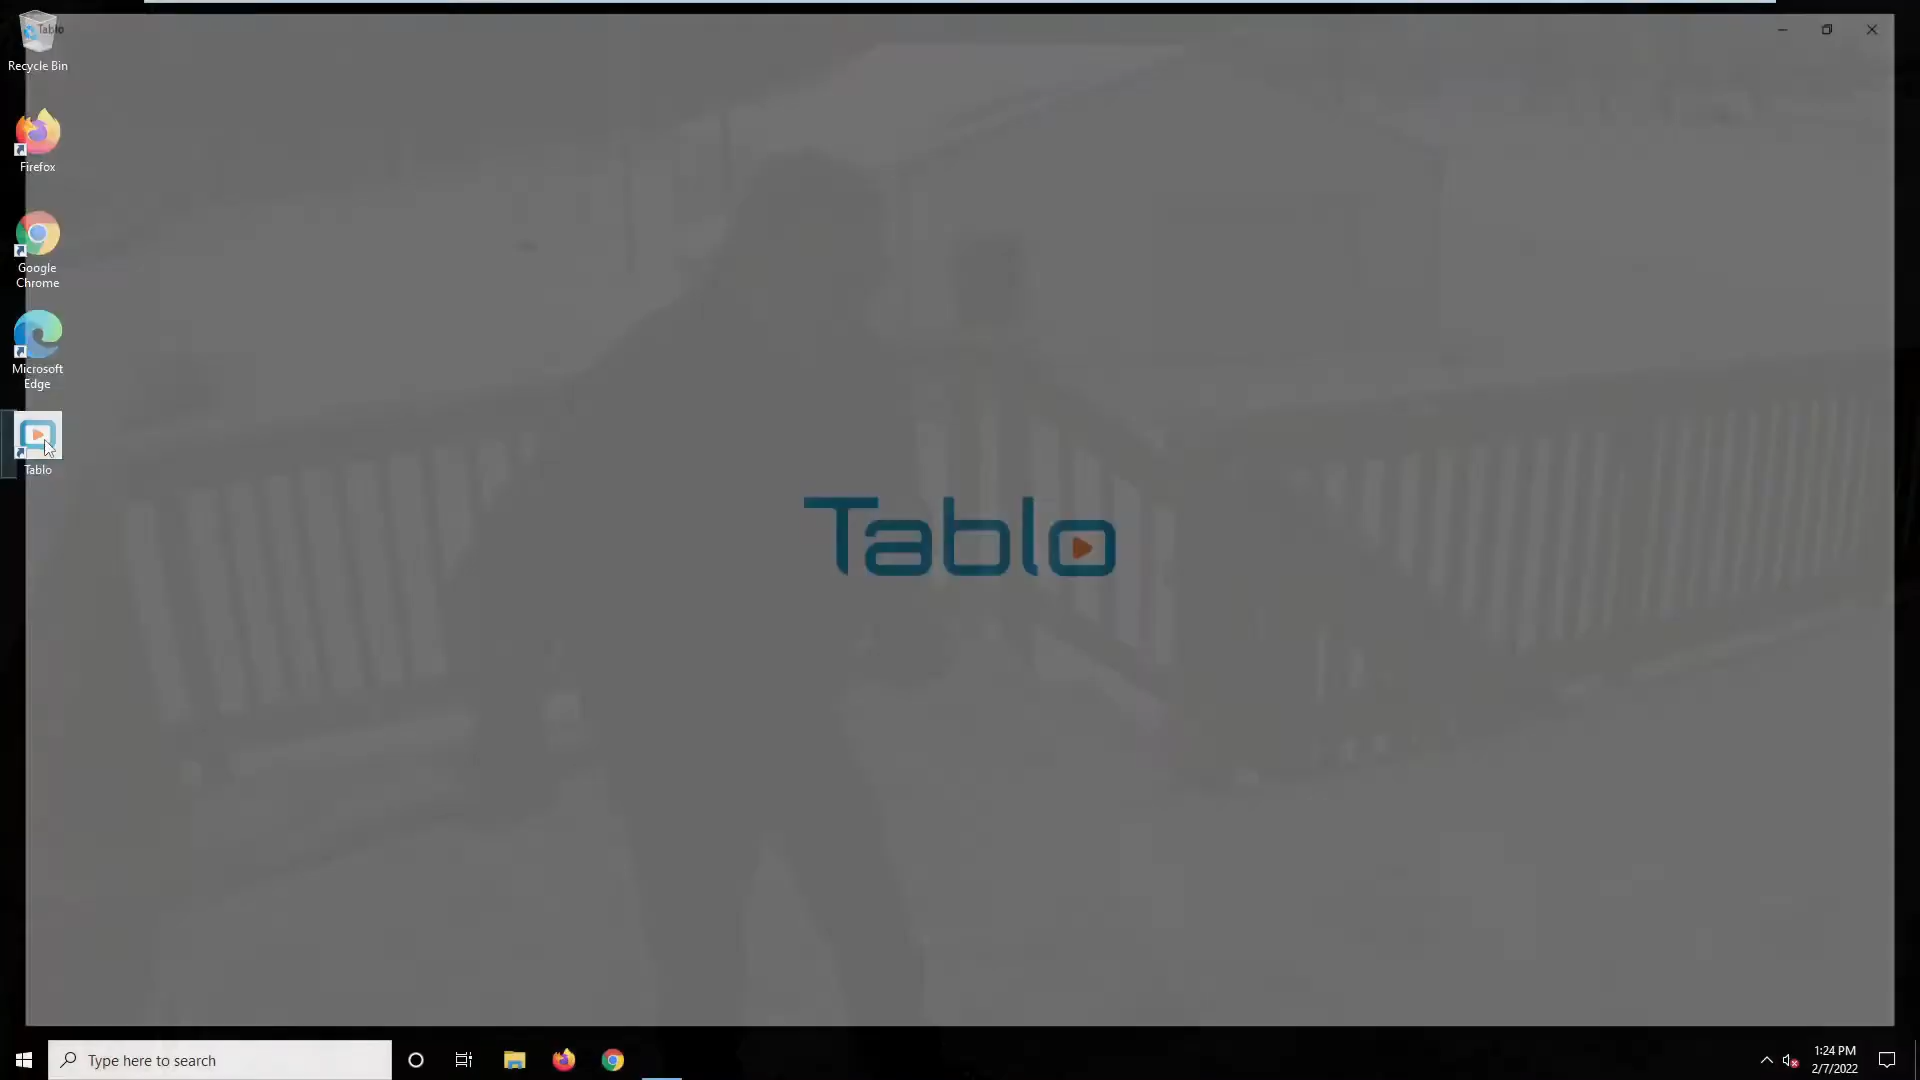 Tablo
Recycle Bin
Firefox
Google
Chrome
Microsoft
Edge
Tablo
Tablo
Type here to search
1:24 PM
2/7/2022